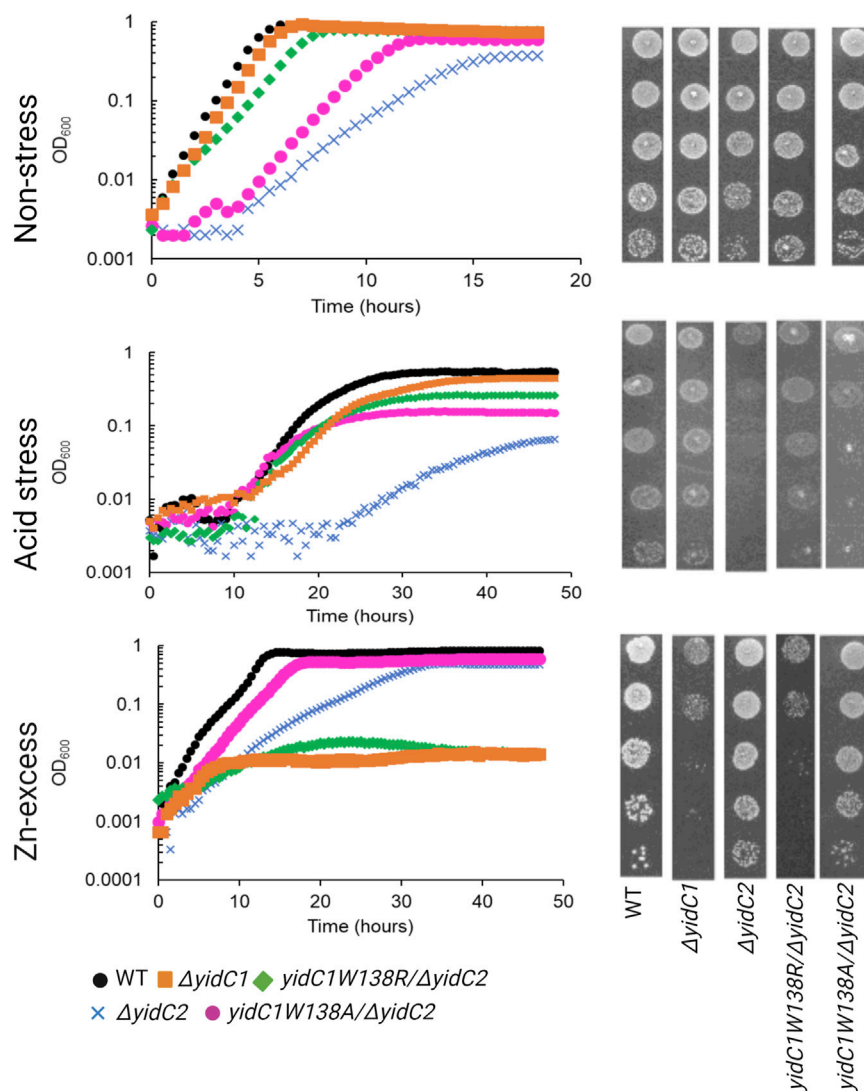 Non-stress
OD600
1
0.1
0.01
0.001
0 5 10 15 20
Time (hours)
Acid stress
OD600
1
0.1
0.01
0.001
0 10 20 30 40 50
Time (hours)
Zn-excess
OD600
1
0.1
0.01
0.001
0.0001
0 10 20 30 40 50
Time (hours)
WT
ΔyidC1
ΔyidC2
yidC1W138R/ΔyidC2
yidC1W138A/ΔyidC2
WT ΔyidC1 yidC1W138R/ΔyidC2
ΔyidC2 yidC1W138A/ΔyidC2